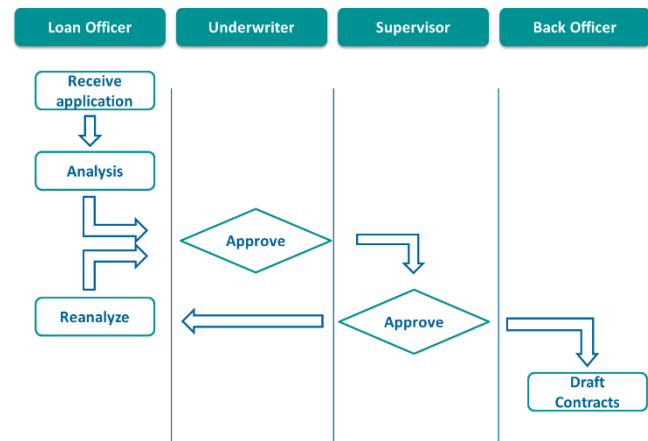 Loan Officer
Underwriter
Supervisor
Back Officer
Receive
application
Analysis
Approve
Reanalyze
Approve
Draft
Contracts